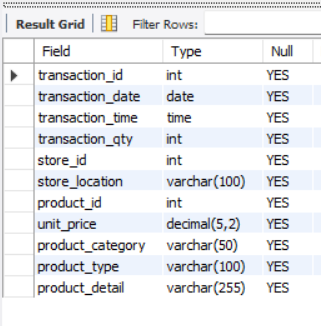 Result Grid Filter Rows:
Field Type Null
transaction_id int YES
transaction_date date YES
transaction_time time YES
transaction_qty int YES
store_id int YES
store_location varchar(100) YES
product_id int YES
unit_price decimal(5,2) YES
product_category varchar(50) YES
product_type varchar(100) YES
product_detail varchar(255) YES